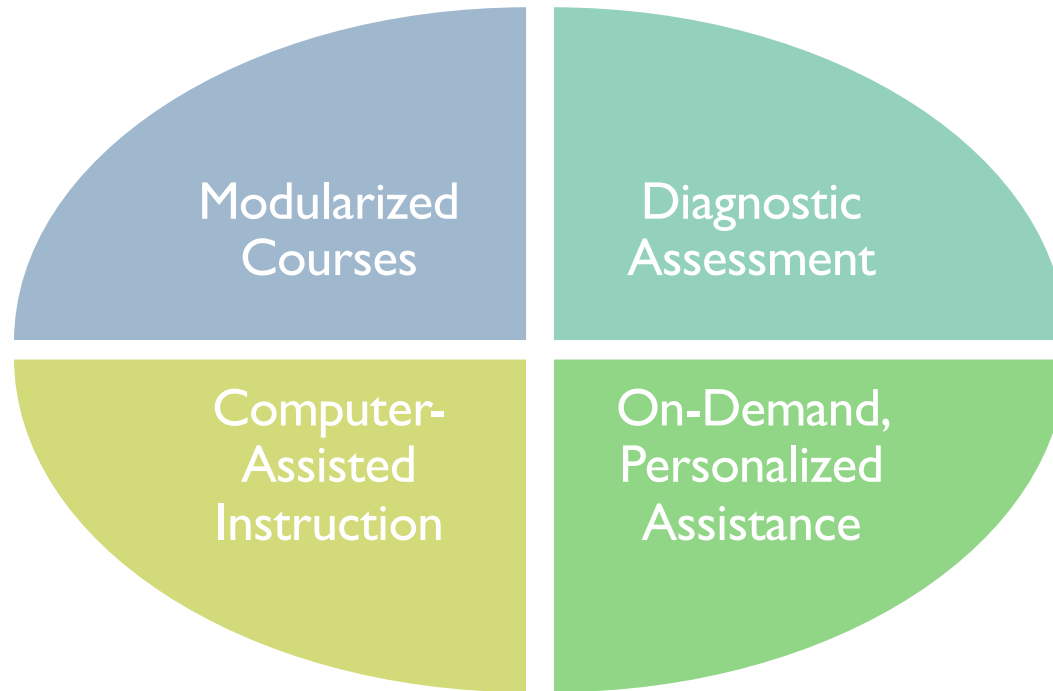 Modularized
Courses
Diagnostic
Assessment
Computer-
Assisted
Instruction
On-Demand,
Personalized
Assistance